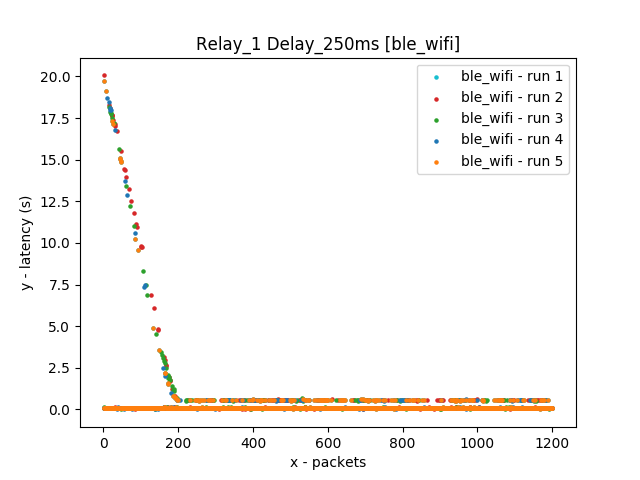 Relay_1 Delay_250ms [ble_wifi]
ble_wifi - run 1
ble_wifi - run 2
ble_wifi - run 3
ble_wifi - run 4
ble_wifi - run 5
y - latency (s)
20.0
17.5
15.0
12.5
10.0
7.5
5.0
2.5
0.0
0 200 400 600 800 1000 1200
x - packets